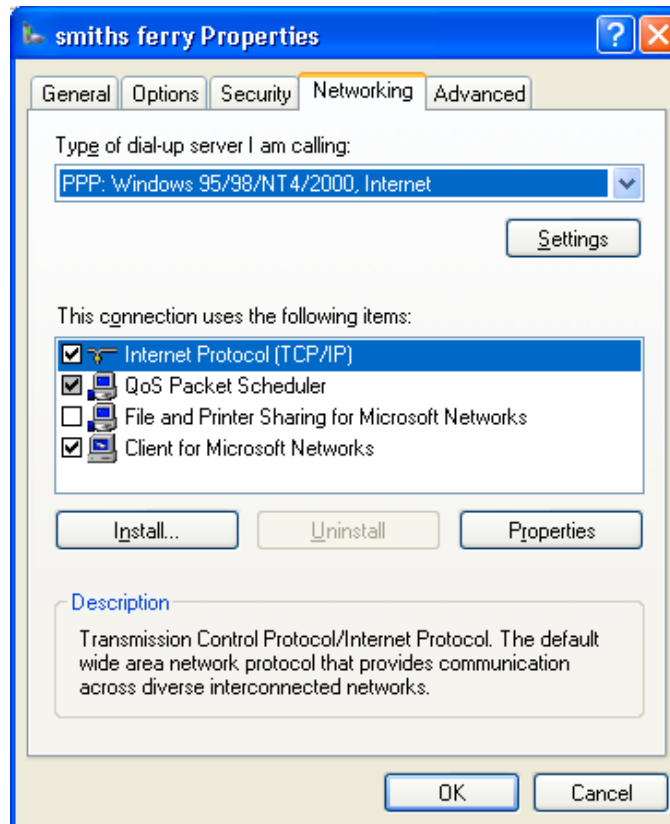 smiths ferry Properties
General Options Security Networking Advanced
Type of dial-up server I am calling:
PPP: Windows 95/98/NT4/2000, Internet
Settings
This connection uses the following items:
Internet Protocol (TCP/IP)
QoS Packet Scheduler
File and Printer Sharing for Microsoft Networks
Client for Microsoft Networks
Install... Uninstall Properties
Description
Transmission Control Protocol/Internet Protocol. The default
wide area network protocol that provides communication
across diverse interconnected networks.
OK Cancel